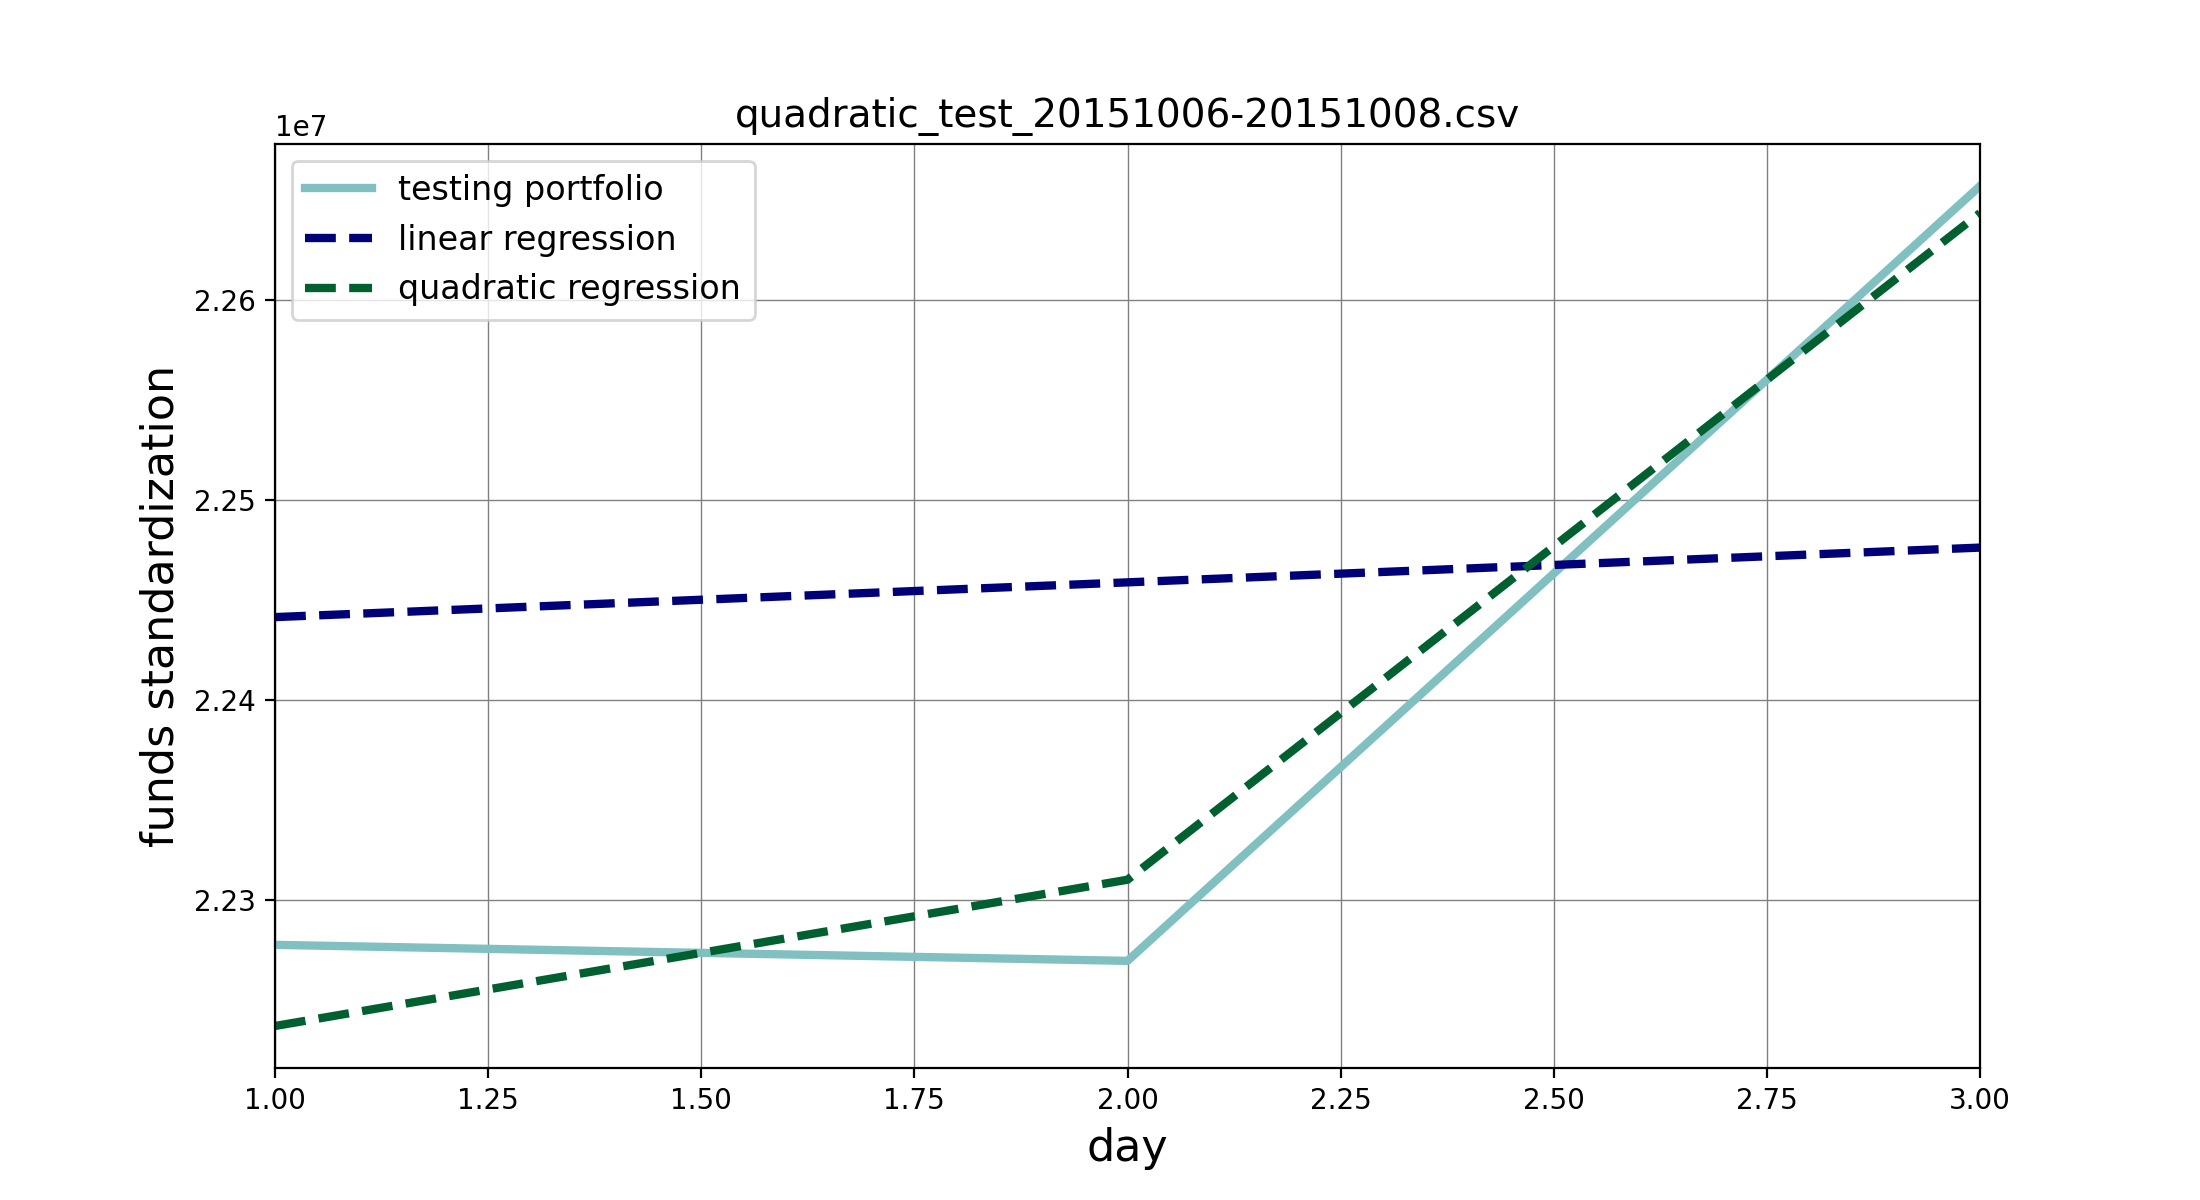 quadratic_test_20151006-20151008.csv
1e7
testing portfolio
linear regression
quadratic regression
2.26
2.25
2.24
2.23
funds standardization
1.00 1.25 1.50 1.75 2.00 2.25 2.50 2.75 3.00
day